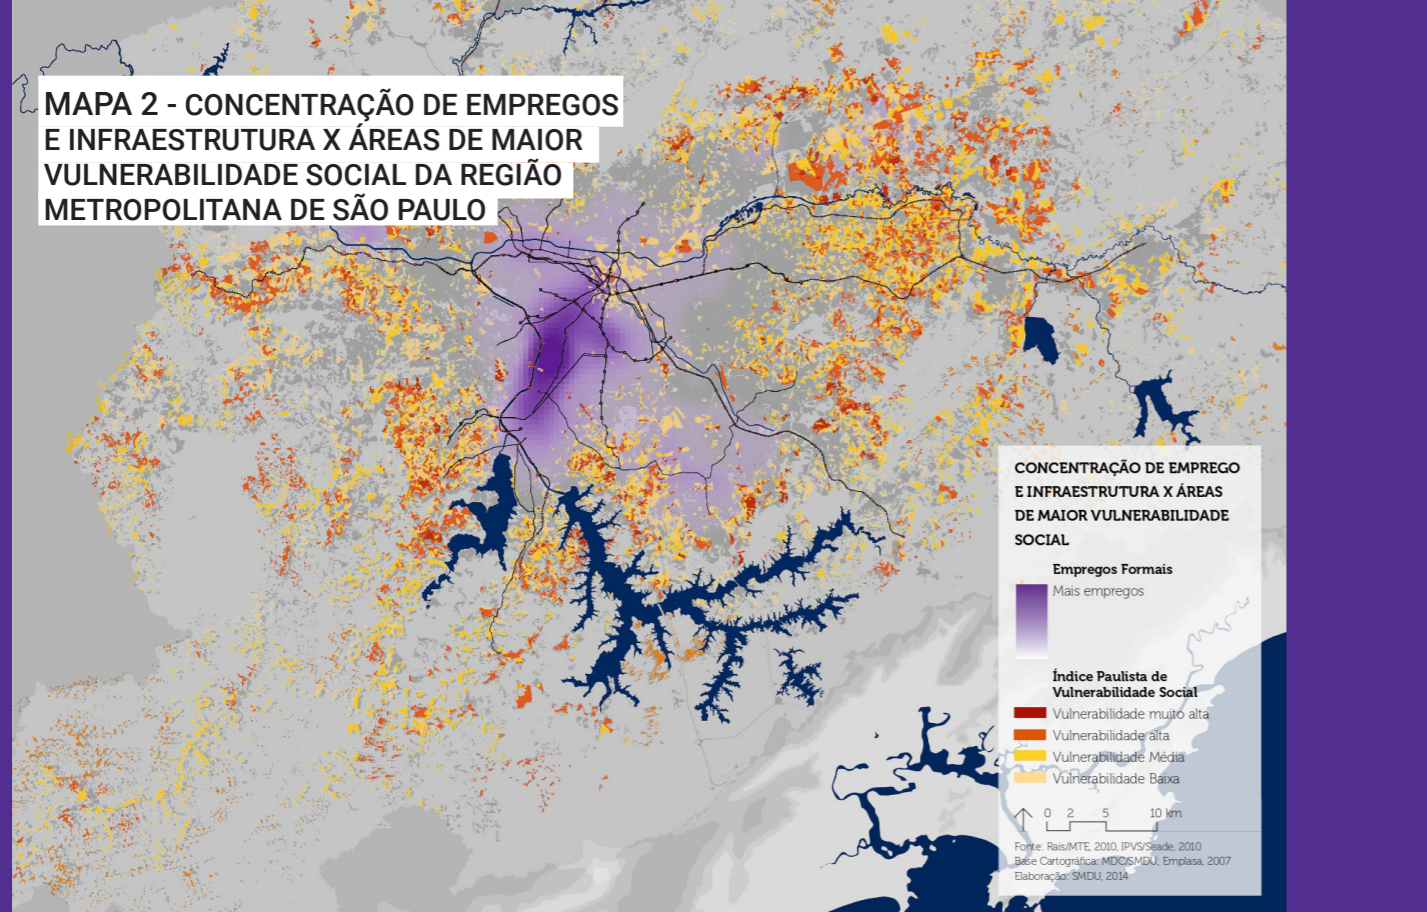 MAPA 2 - CONCENTRAÇÃO DE EMPREGOS
E INFRAESTRUTURA X ÁREAS DE MAIOR
VULNERABILIDADE SOCIAL DA REGIÃO
METROPOLITANA DE SÃO PAULO
CONCENTRAÇÃO DE EMPREGO
E INFRAESTRUTURA X ÁREAS
DE MAIOR VULNERABILIDADE
SOCIAL
Empregos Formais
Mais empregos
Índice Paulista de
Vulnerabilidade Social
Vulnerabilidade muito alta
Vulnerabilidade alta
Vulnerabilidade Média
Vulnerabilidade Baixa
0 2 5 10 km
Fonte: Rais/MTE, 2010, IPVS/Seade, 2010
Base Cartográfica: MDC/SMDU; Emplasa, 2007
Elaboração: SMDU, 2014